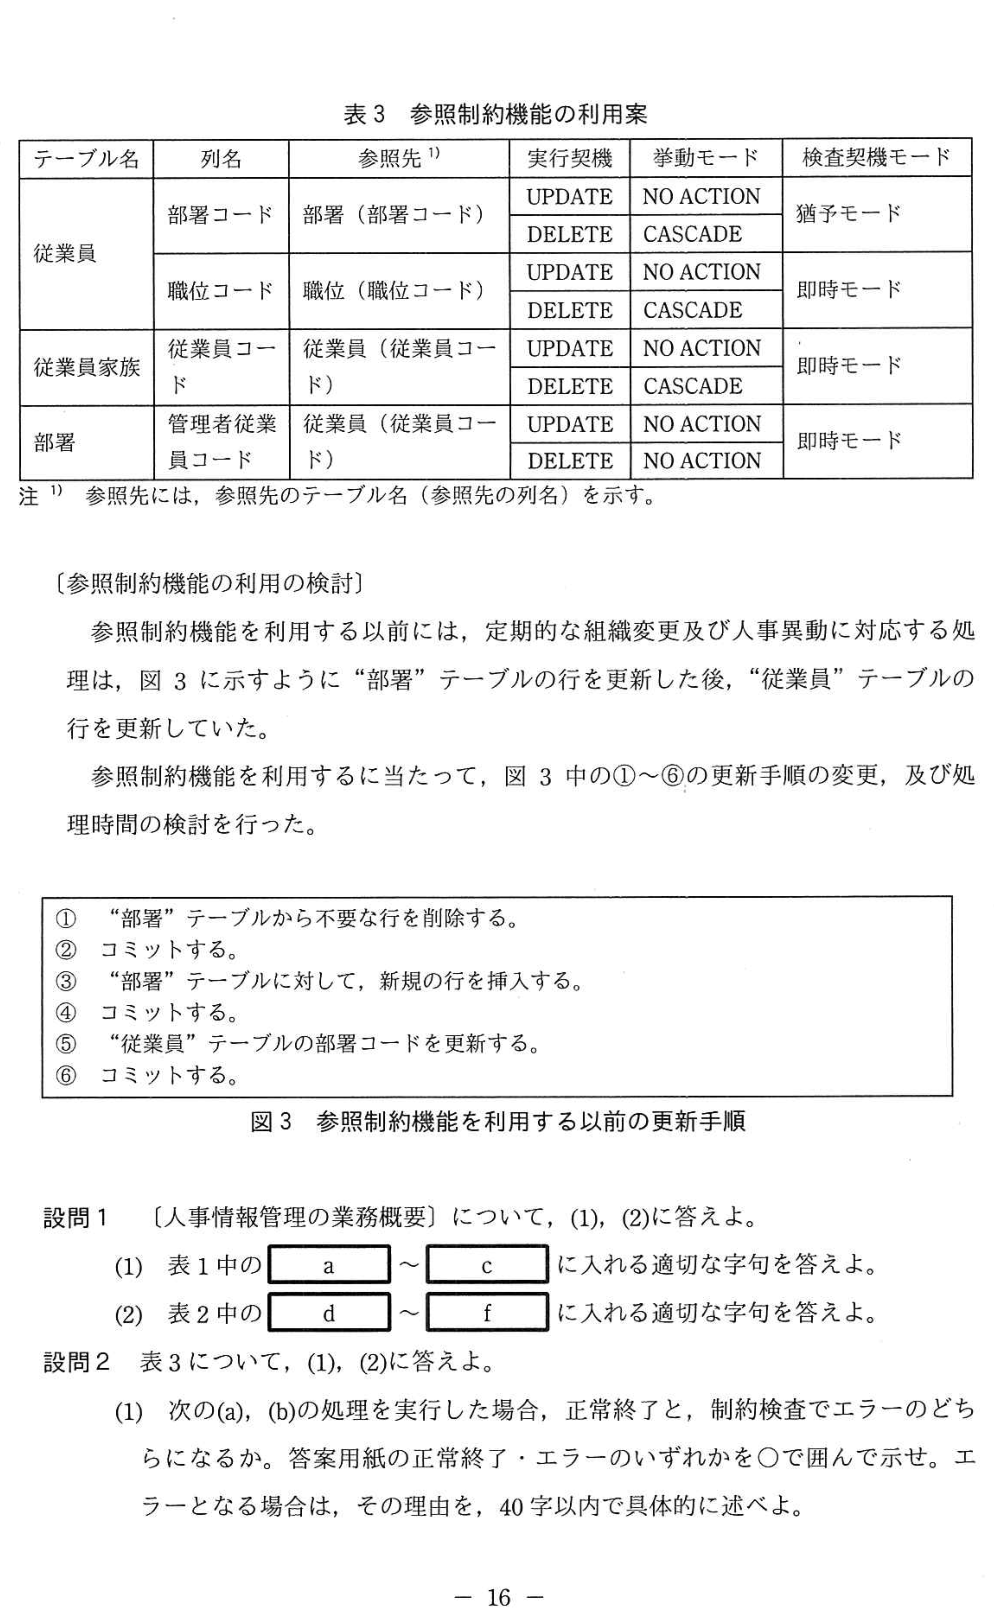 表3　参照制約機能の利用案
テーブル名　列名　参照先 1)　実行契機　挙動モード　検査契機モード
従業員　部署コード　部署（部署コード）　UPDATE　NO ACTION　猶予モード
DELETE　CASCADE
職位コード　職位（職位コード）　UPDATE　NO ACTION　即時モード
DELETE　CASCADE
従業員家族　従業員コード　従業員（従業員コード）　UPDATE　NO ACTION　即時モード
DELETE　CASCADE
部署　管理者従業員コード　従業員（従業員コード）　UPDATE　NO ACTION　即時モード
DELETE　NO ACTION
注 1)　参照先には，参照先のテーブル名（参照先の列名）を示す。
〔参照制約機能の利用の検討〕
参照制約機能を利用する以前には，定期的な組織変更及び人事異動に対応する処
理は，図 3 に示すように“部署”テーブルの行を更新した後，“従業員”テーブルの
行を更新していた。
参照制約機能を利用するに当たって，図 3 中の①～⑥の更新手順の変更，及び処
理時間の検討を行った。
①　“部署”テーブルから不要な行を削除する。
②　コミットする。
③　“部署”テーブルに対して，新規の行を挿入する。
④　コミットする。
⑤　“従業員”テーブルの部署コードを更新する。
⑥　コミットする。
図3　参照制約機能を利用する以前の更新手順
設問1　〔人事情報管理の業務概要〕について，(1)，(2)に答えよ。
(1)　表1中の a ～ c に入れる適切な字句を答えよ。
(2)　表2中の d ～ f に入れる適切な字句を答えよ。
設問2　表3について，(1)，(2)に答えよ。
(1)　次の(a)，(b)の処理を実行した場合，正常終了と，制約検査でエラーのどち
らになるか。答案用紙の正常終了・エラーのいずれかを○で囲んで示せ。エ
ラーとなる場合は，その理由を，40字以内で具体的に述べよ。
－ 16 －